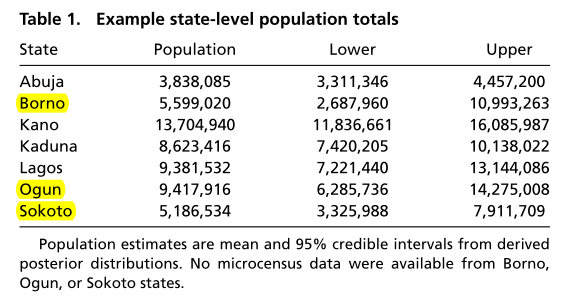 Table 1. Example state-level population totals
State Population Lower Upper
Abuja 3,838,085 3,311,346 4,457,200
Borno 5,599,020 2,687,960 10,993,263
Kano 13,704,940 11,836,661 16,085,987
Kaduna 8,623,416 7,420,205 10,138,022
Lagos 9,381,532 7,221,440 13,144,086
Ogun 9,417,916 6,285,736 14,275,008
Sokoto 5,186,534 3,325,988 7,911,709
Population estimates are mean and 95% credible intervals from derived
posterior distributions. No microcensus data were available from Borno,
Ogun, or Sokoto states.